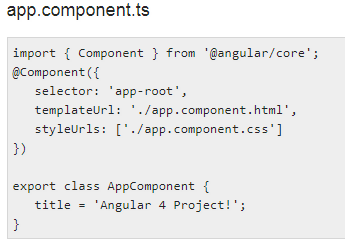 app.component.ts
import { Component } from '@angular/core';
@Component({
   selector: 'app-root',
   templateUrl: './app.component.html',
   styleUrls: ['./app.component.css']
})
export class AppComponent {
   title = 'Angular 4 Project!';
}